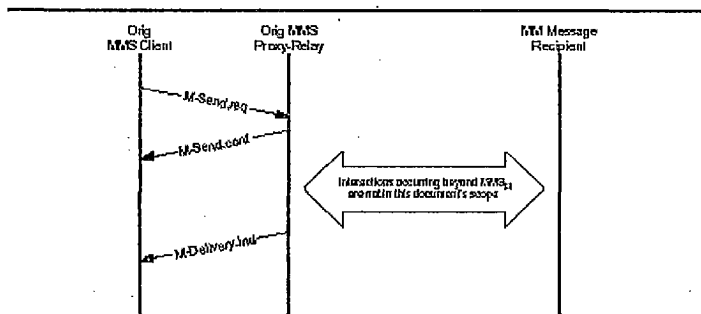 Orig
MMS Client
Orig MMS
Proxy-Relay
MM Message
Recipient
M-Send.req
M-Send.conf
Interactions occurring beyond MMSM
are not in this document's scope
M-Delivery.ind